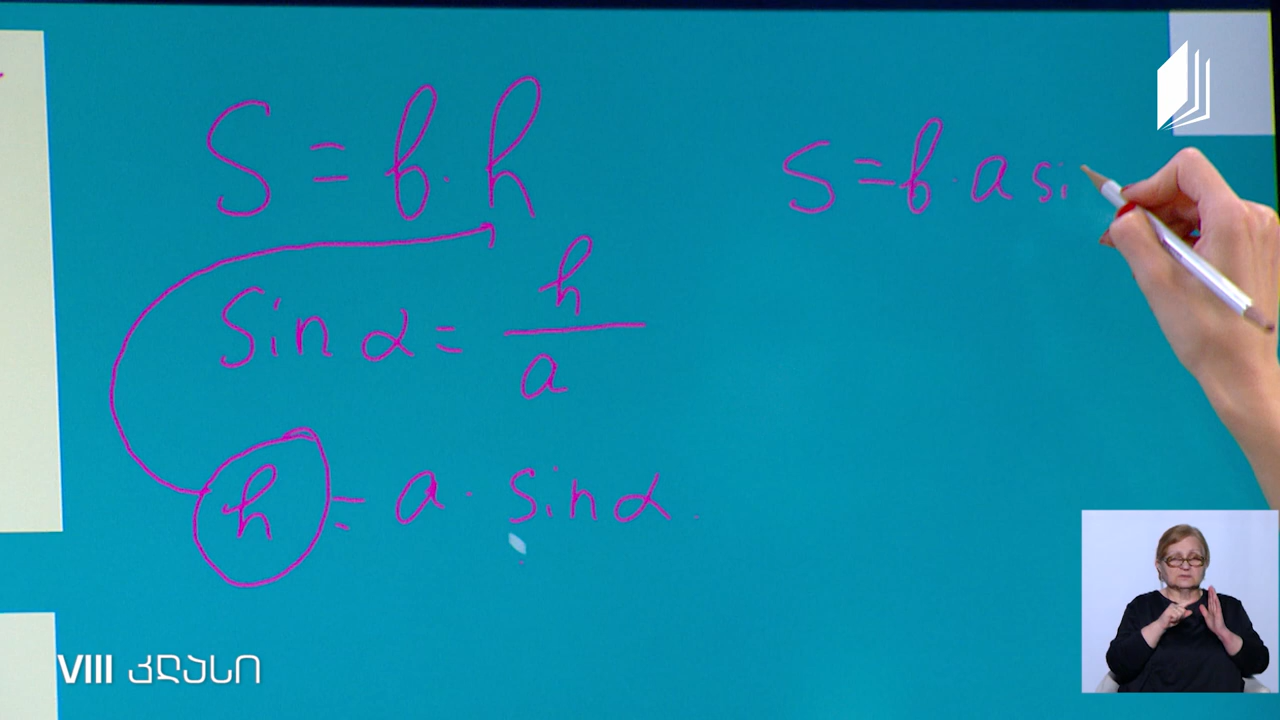 S = b · h
S = b · a si
sin α = h / a
h = a · sin α.
VIII კლასი